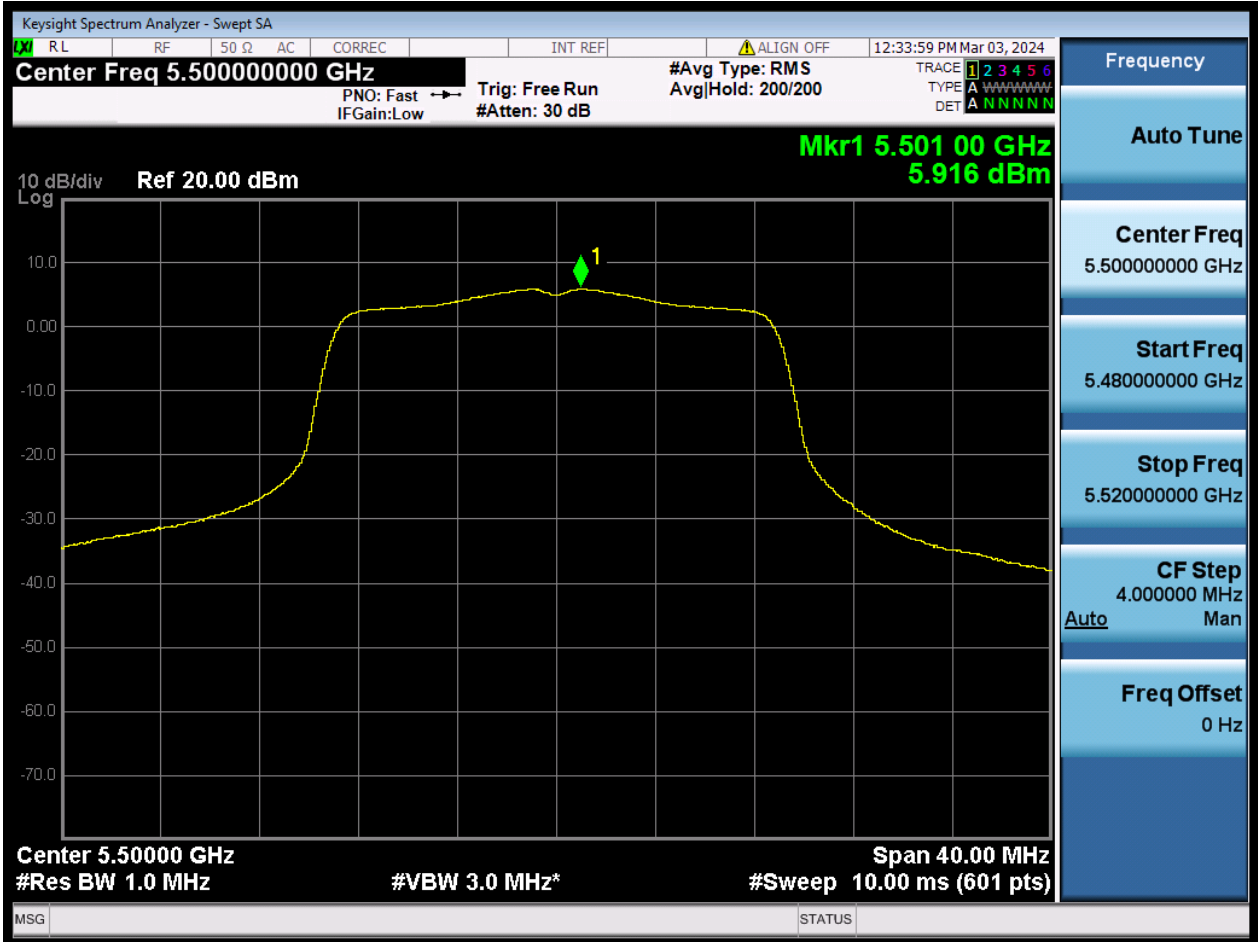 Keysight Spectrum Analyzer - Swept SA
LXI RL RF 50 Ω AC CORREC INT REF ALIGN OFF 12:33:59 PM Mar 03, 2024
Center Freq 5.500000000 GHz
PNO: Fast
IFGain:Low
Trig: Free Run
#Atten: 30 dB
#Avg Type: RMS
Avg|Hold: 200/200
TRACE 1 2 3 4 5 6
TYPE A WWWWW
DET A N N N N N
Mkr1 5.501 00 GHz
5.916 dBm
10 dB/div Ref 20.00 dBm
Log
1
10.0
0.00
-10.0
-20.0
-30.0
-40.0
-50.0
-60.0
-70.0
Center 5.50000 GHz Span 40.00 MHz
#Res BW 1.0 MHz #VBW 3.0 MHz* #Sweep 10.00 ms (601 pts)
MSG STATUS
Frequency
Auto Tune
Center Freq
5.500000000 GHz
Start Freq
5.480000000 GHz
Stop Freq
5.520000000 GHz
CF Step
4.000000 MHz
Auto Man
Freq Offset
0 Hz